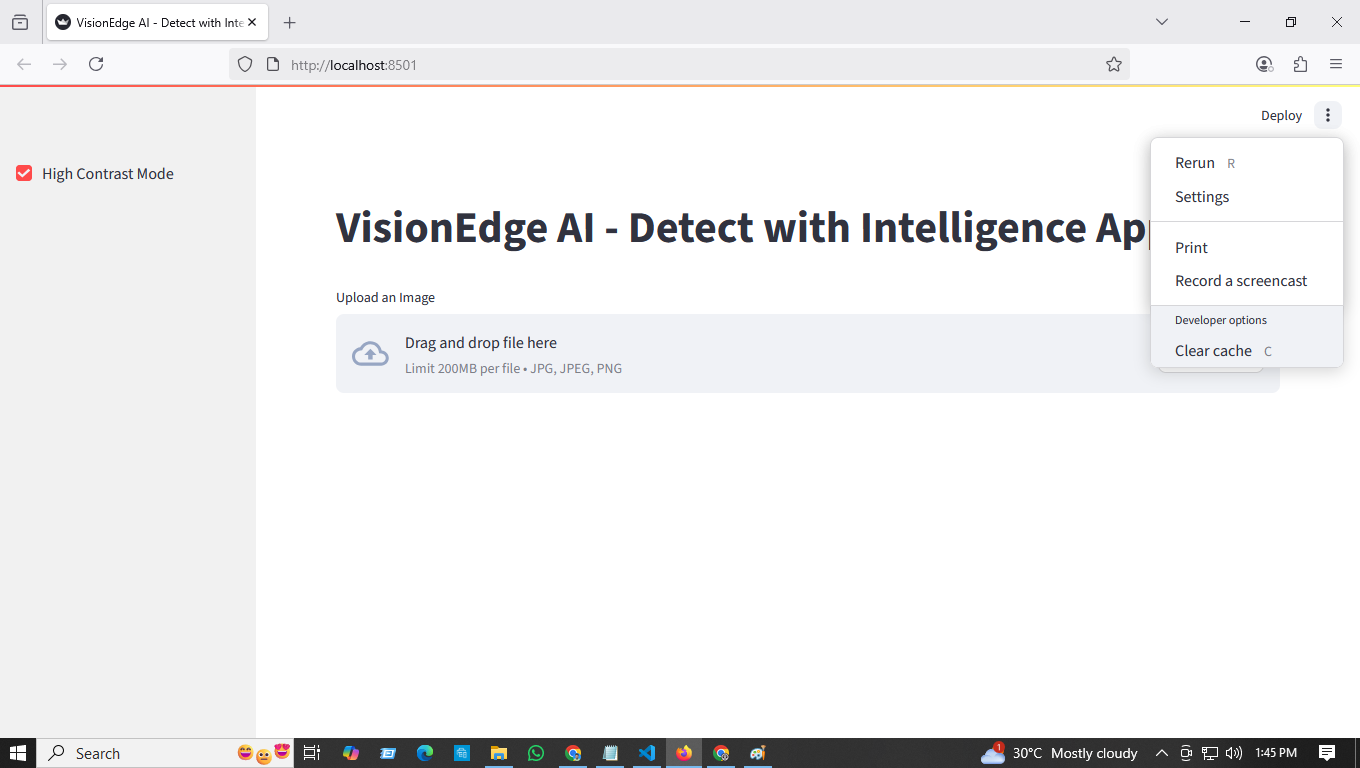 VisionEdge AI - Detect with Inte
http://localhost:8501
Deploy
High Contrast Mode
Rerun R
Settings
Print
Record a screencast
Developer options
Clear cache C
VisionEdge AI - Detect with Intelligence
Upload an Image
Drag and drop file here
Limit 200MB per file • JPG, JPEG, PNG
Search
1
30°C Mostly cloudy
1:45 PM